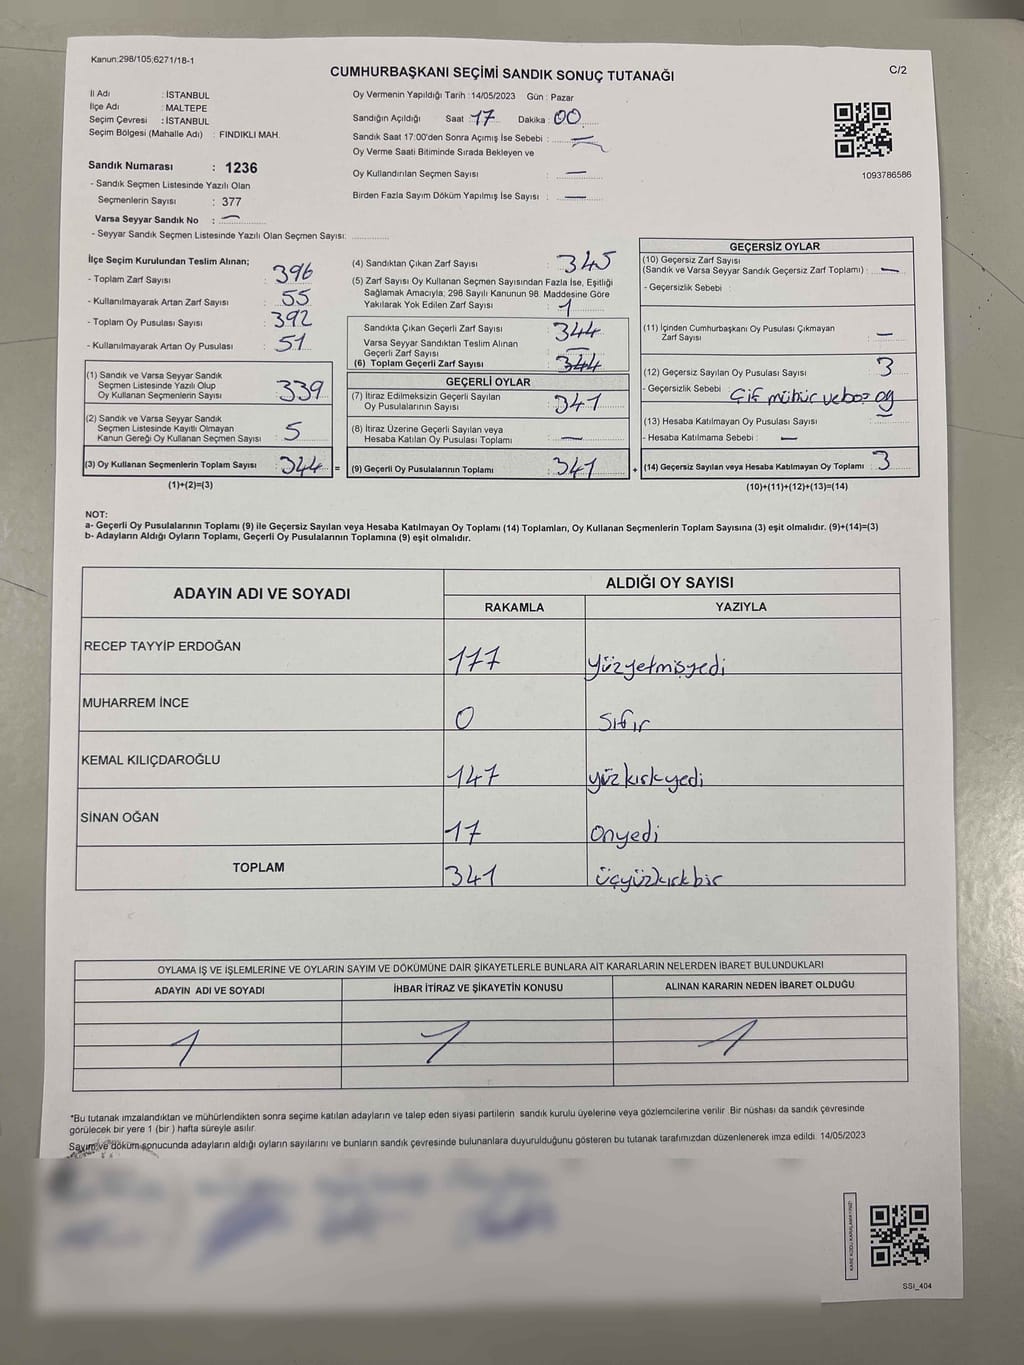 Kanun:298/105;6271/18-1
CUMHURBAŞKANI SEÇİMİ SANDIK SONUÇ TUTANAĞI
C/2
İl Adı : İSTANBUL
İlçe Adı : MALTEPE
Seçim Çevresi : İSTANBUL
Seçim Bölgesi (Mahalle Adı) : FINDIKLI MAH.
Sandık Numarası : 1236
- Sandık Seçmen Listesinde Yazılı Olan
Seçmenlerin Sayısı : 377
Varsa Seyyar Sandık No : —
- Seyyar Sandık Seçmen Listesinde Yazılı Olan Seçmen Sayısı:
Oy Vermenin Yapıldığı Tarih :14/05/2023 Gün : Pazar
Sandığın Açıldığı Saat 17 Dakika : 00
Sandık Saat 17:00'den Sonra Açımış İse Sebebi : —
Oy Verme Saati Bitiminde Sırada Bekleyen ve
Oy Kullandırılan Seçmen Sayısı : —
Birden Fazla Sayım Döküm Yapılmış İse Sayısı : —
1093786586
İlçe Seçim Kurulundan Teslim Alınan;
- Toplam Zarf Sayısı : 396
- Kullanılmayarak Artan Zarf Sayısı : 55
- Toplam Oy Pusulası Sayısı : 392
- Kullanılmayarak Artan Oy Pusulası : 51
(1) Sandık ve Varsa Seyyar Sandık
Seçmen Listesinde Yazılı Olup
Oy Kullanan Seçmenlerin Sayısı : 339
(2) Sandık ve Varsa Seyyar Sandık
Seçmen Listesinde Kayıtlı Olmayan
Kanun Gereği Oy Kullanan Seçmen Sayısı : 5
(3) Oy Kullanan Seçmenlerin Toplam Sayısı : 344 =
(1)+(2)=(3)
(4) Sandıktan Çıkan Zarf Sayısı : 345
(5) Zarf Sayısı Oy Kullanan Seçmen Sayısından Fazla İse, Eşitliği
Sağlamak Amacıyla; 298 Sayılı Kanunun 98. Maddesine Göre
Yakılarak Yok Edilen Zarf Sayısı : 1
Sandıkta Çıkan Geçerli Zarf Sayısı : 344
Varsa Seyyar Sandıktan Teslim Alınan
Geçerli Zarf Sayısı : —
(6) Toplam Geçerli Zarf Sayısı : 344
GEÇERLİ OYLAR
(7) İtiraz Edilmeksizin Geçerli Sayılan
Oy Pusulalarının Sayısı : 341
(8) İtiraz Üzerine Geçerli Sayılan veya
Hesaba Katılan Oy Pusulası Toplamı : —
(9) Geçerli Oy Pusulalarının Toplamı : 341 +
GEÇERSİZ OYLAR
(10) Geçersiz Zarf Sayısı
(Sandık ve Varsa Seyyar Sandık Geçersiz Zarf Toplamı) : —
- Geçersizlik Sebebi :
(11) İçinden Cumhurbaşkanı Oy Pusulası Çıkmayan
Zarf Sayısı : —
(12) Geçersiz Sayılan Oy Pusulası Sayısı : 3
- Geçersizlik Sebebi : Çif mühür ve boz oy
(13) Hesaba Katılmayan Oy Pusulası Sayısı : —
- Hesaba Katılmama Sebebi : —
(14) Geçersiz Sayılan veya Hesaba Katılmayan Oy Toplamı : 3
(10)+(11)+(12)+(13)=(14)
NOT:
a- Geçerli Oy Pusulalarının Toplamı (9) ile Geçersiz Sayılan veya Hesaba Katılmayan Oy Toplamı (14) Toplamları, Oy Kullanan Seçmenlerin Toplam Sayısına (3) eşit olmalıdır. (9)+(14)=(3)
b- Adayların Aldığı Oyların Toplamı, Geçerli Oy Pusulalarının Toplamına (9) eşit olmalıdır.
ADAYIN ADI VE SOYADI
ALDIĞI OY SAYISI
RAKAMLA YAZIYLA
RECEP TAYYİP ERDOĞAN 177 yüzyetmişyedi
MUHARREM İNCE 0 sıfır
KEMAL KILIÇDAROĞLU 147 yüzkırkyedi
SİNAN OĞAN 17 onyedi
TOPLAM 341 üçyüzkırkbir
OYLAMA İŞ VE İŞLEMLERİNE VE OYLARIN SAYIM VE DÖKÜMÜNE DAİR ŞİKAYETLERLE BUNLARA AİT KARARLARIN NELERDEN İBARET BULUNDUKLARI
ADAYIN ADI VE SOYADI İHBAR İTİRAZ VE ŞİKAYETİN KONUSU ALINAN KARARIN NEDEN İBARET OLDUĞU
*Bu tutanak imzalandıktan ve mühürlendikten sonra seçime katılan adayların ve talep eden siyasi partilerin sandık kurulu üyelerine veya gözlemcilerine verilir. Bir nüshası da sandık çevresinde
görülecek bir yere 1 (bir ) hafta süreyle asılır.
Sayım ve döküm sonucunda adayların aldığı oyların sayılarını ve bunların sandık çevresinde bulunanlara duyurulduğunu gösteren bu tutanak tarafımızdan düzenlenerek imza edildi. 14/05/2023
KARE KODU KARALAMAYINIZ!
SSI_404